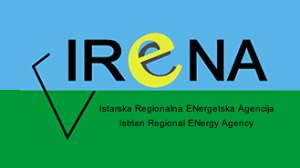 IReNA
Istarska Regionalna ENergetska Agencija
Istrian Regional ENergy Agency